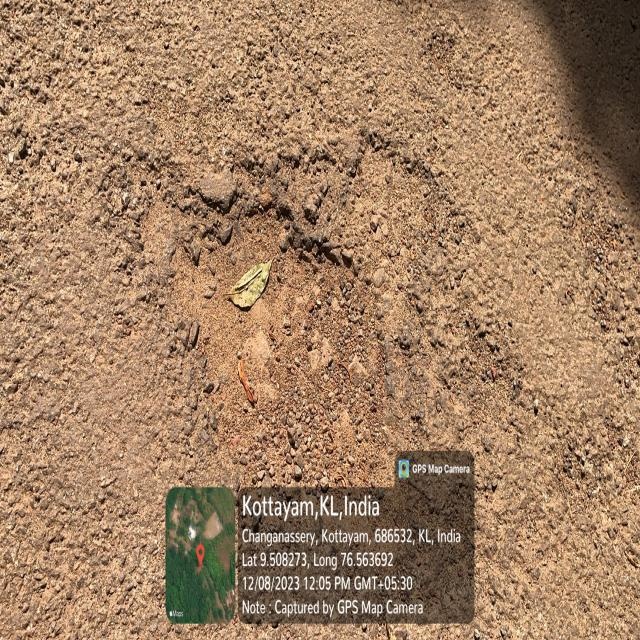 GPS Map Camera
Kottayam,KL,India
Changanassery, Kottayam, 686532, KL, India
Lat 9.508273, Long 76.563692
12/08/2023 12:05 PM GMT+05:30
Note : Captured by GPS Map Camera
Maps